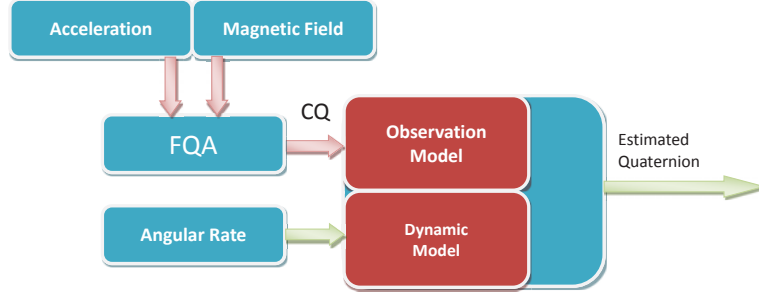 Acceleration
Magnetic Field
CQ
FQA
Observation
Model
Estimated
Quaternion
Angular Rate
Dynamic
Model